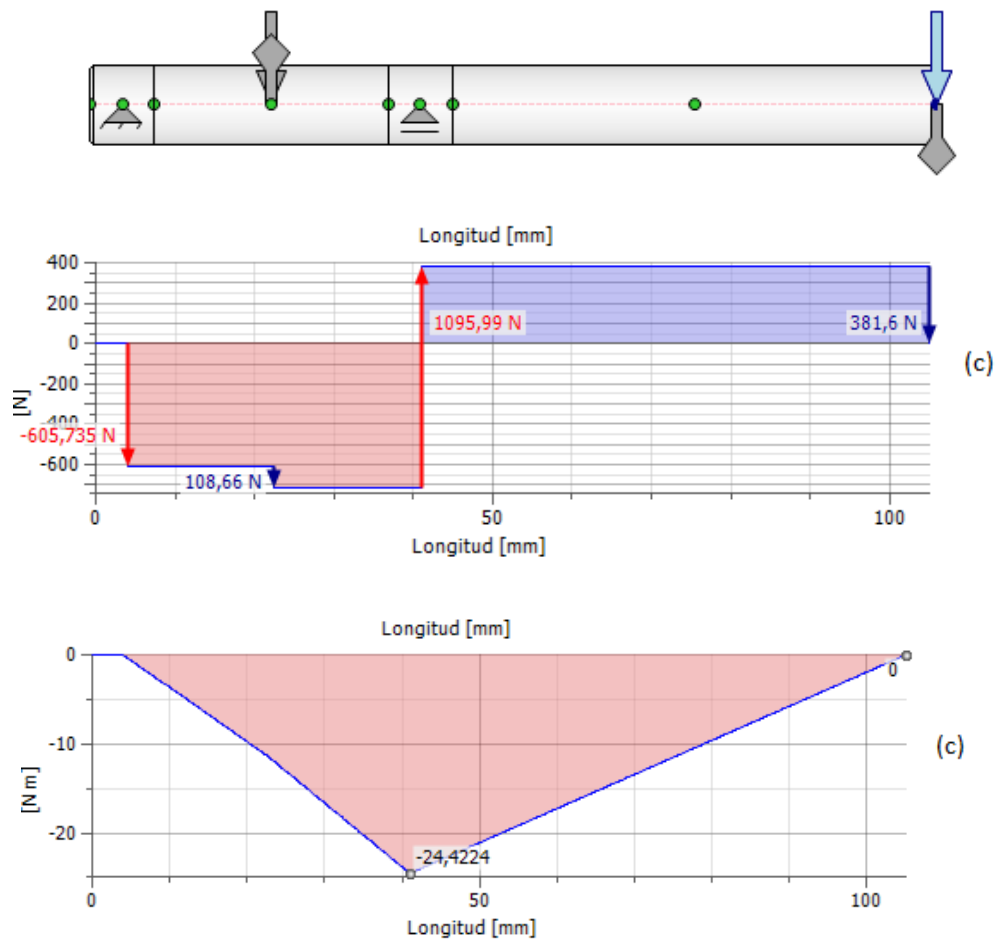 Longitud [mm]
400
200
0
-200
-400
-600
[N]
1095,99 N
381,6 N
(c)
-605,735 N
108,66 N
0
50
100
Longitud [mm]
Longitud [mm]
0
-10
-20
[N m]
0
(c)
-24,4224
0
50
100
Longitud [mm]